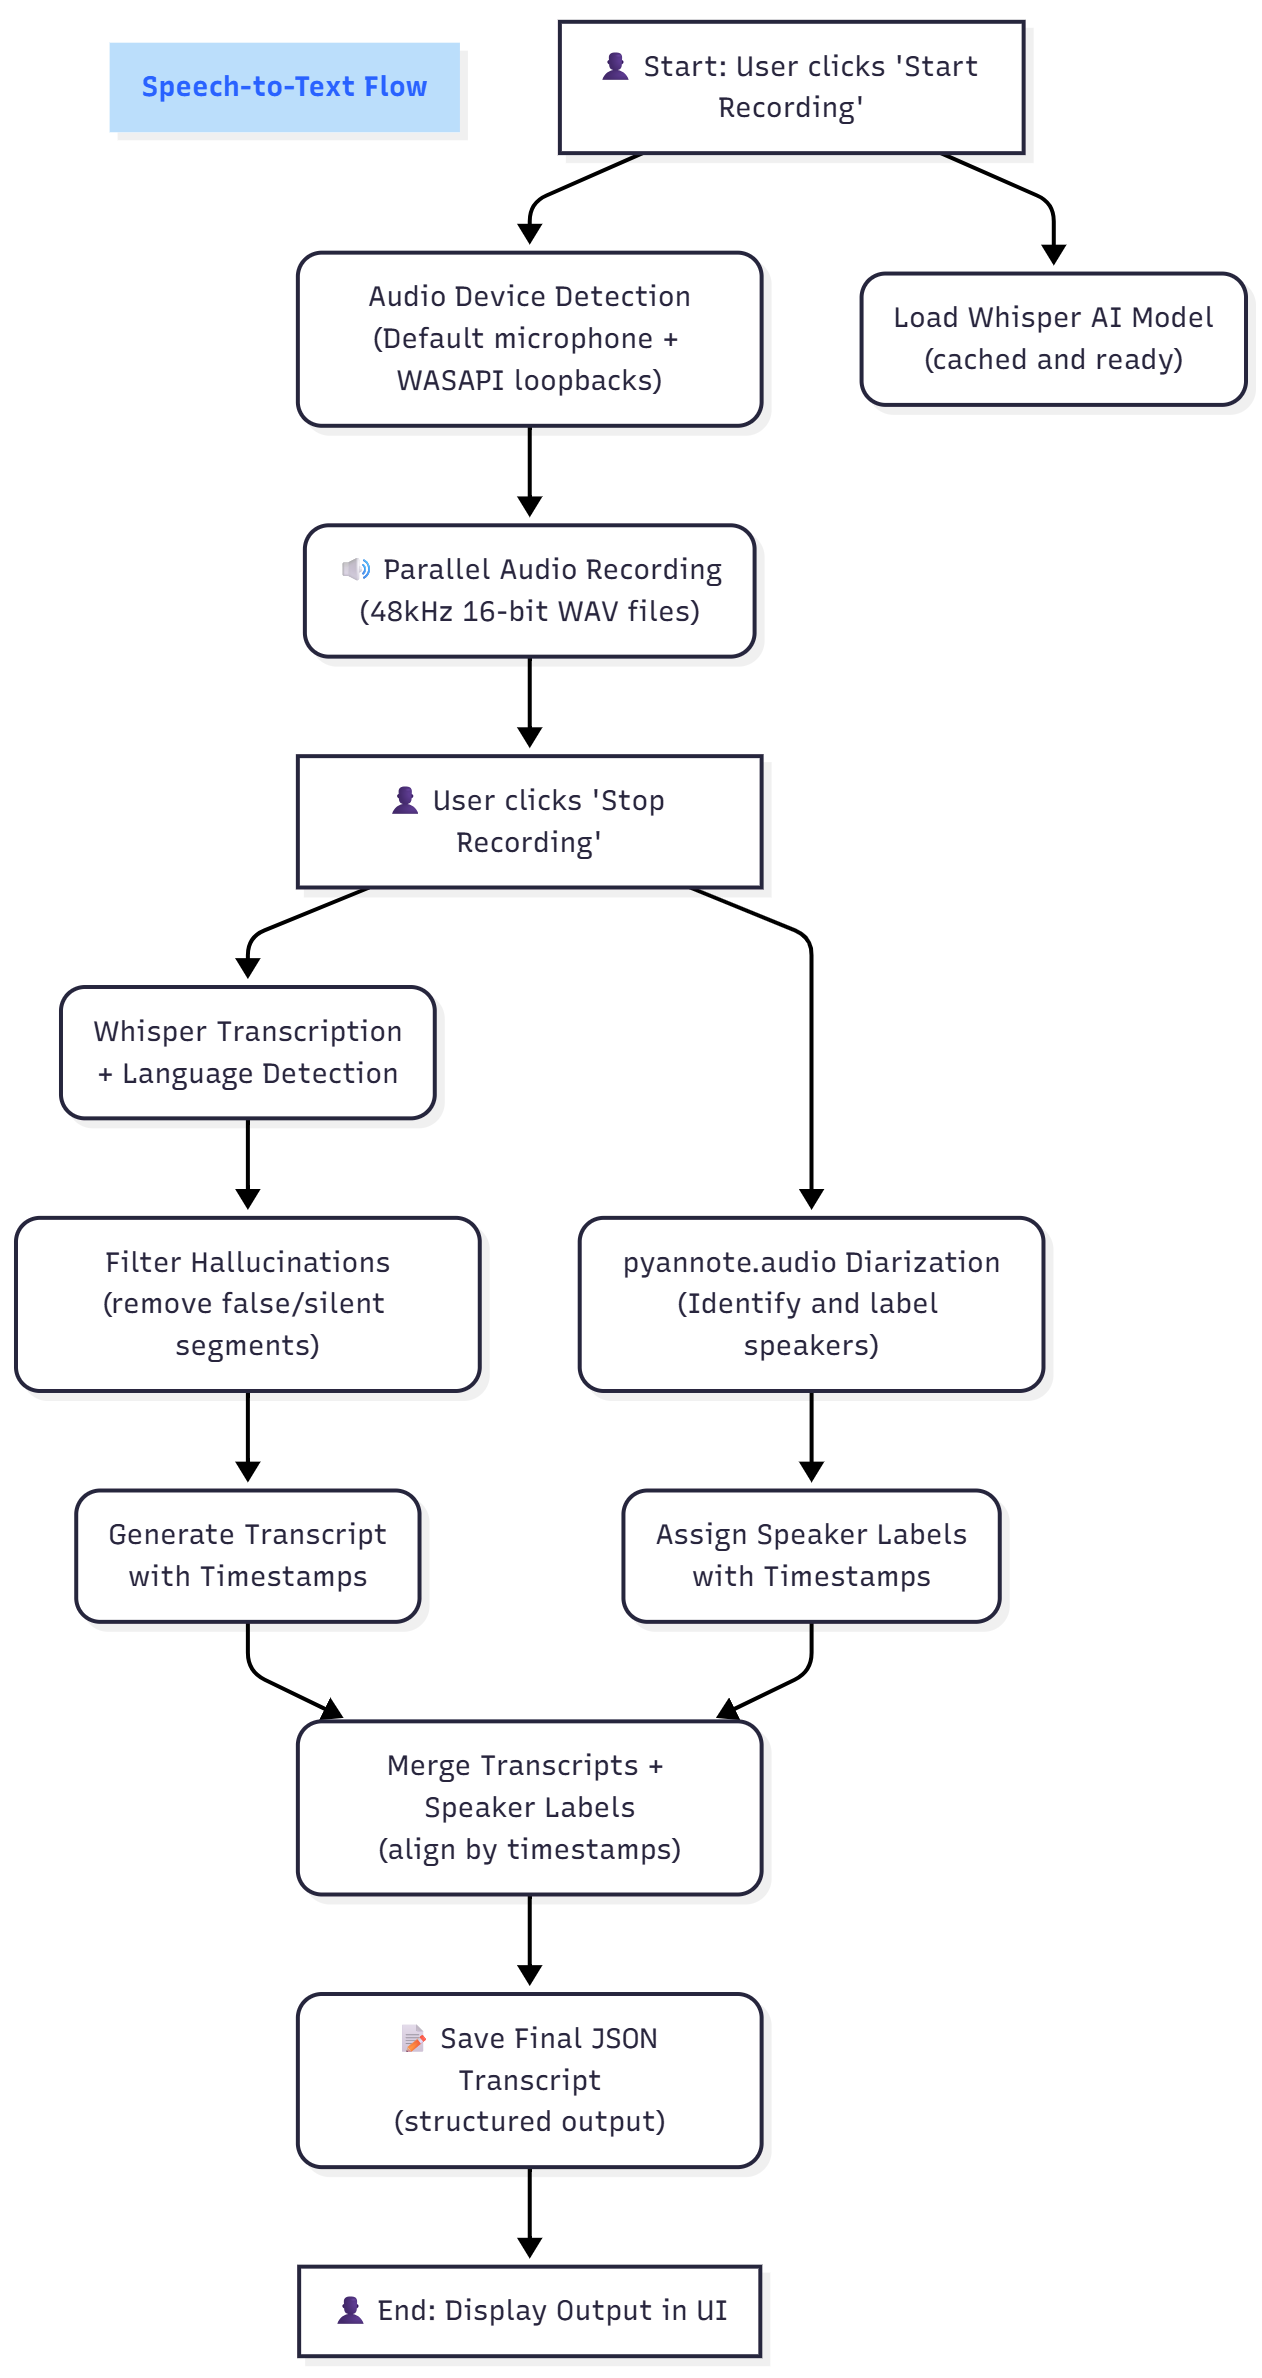 Speech-to-Text Flow
Start: User clicks 'Start
Recording'
Audio Device Detection
(Default microphone +
WASAPI loopbacks)
Load Whisper AI Model
(cached and ready)
Parallel Audio Recording
(48kHz 16-bit WAV files)
User clicks 'Stop
Recording'
Whisper Transcription
+ Language Detection
Filter Hallucinations
(remove false/silent
segments)
pyannote.audio Diarization
(Identify and label
speakers)
Generate Transcript
with Timestamps
Assign Speaker Labels
with Timestamps
Merge Transcripts +
Speaker Labels
(align by timestamps)
Save Final JSON
Transcript
(structured output)
End: Display Output in UI